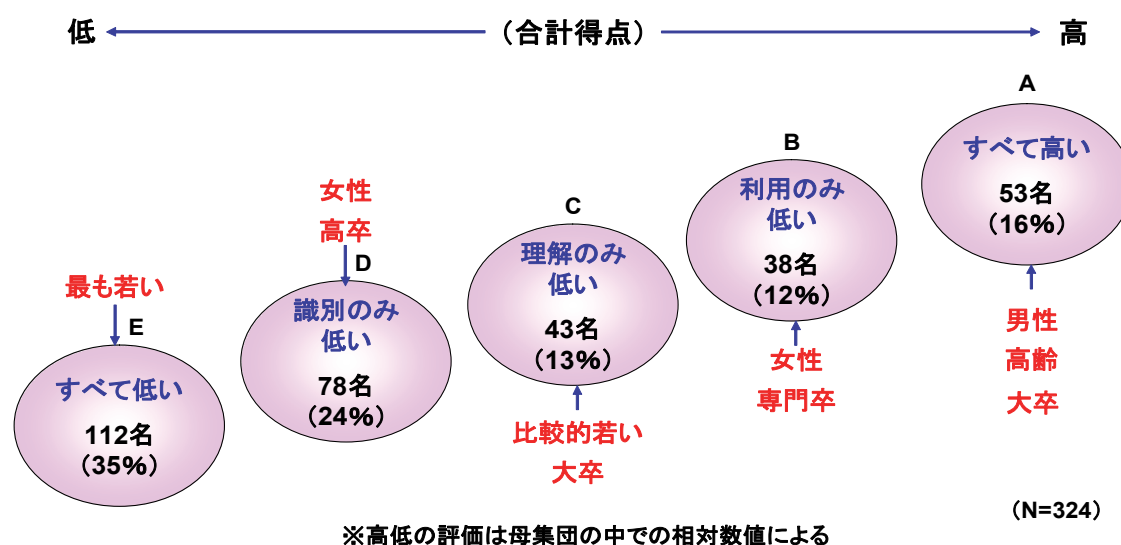 低 （合計得点） 高
A
すべて高い
53名
（16%）
男性
高齢
大卒
B
利用のみ
低い
38名
（12%）
女性
専門卒
C
理解のみ
低い
43名
（13%）
比較的若い
大卒
女性
高卒
D
識別のみ
低い
78名
（24%）
最も若い
E
すべて低い
112名
（35%）
（N=324）
※高低の評価は母集団の中での相対数値による